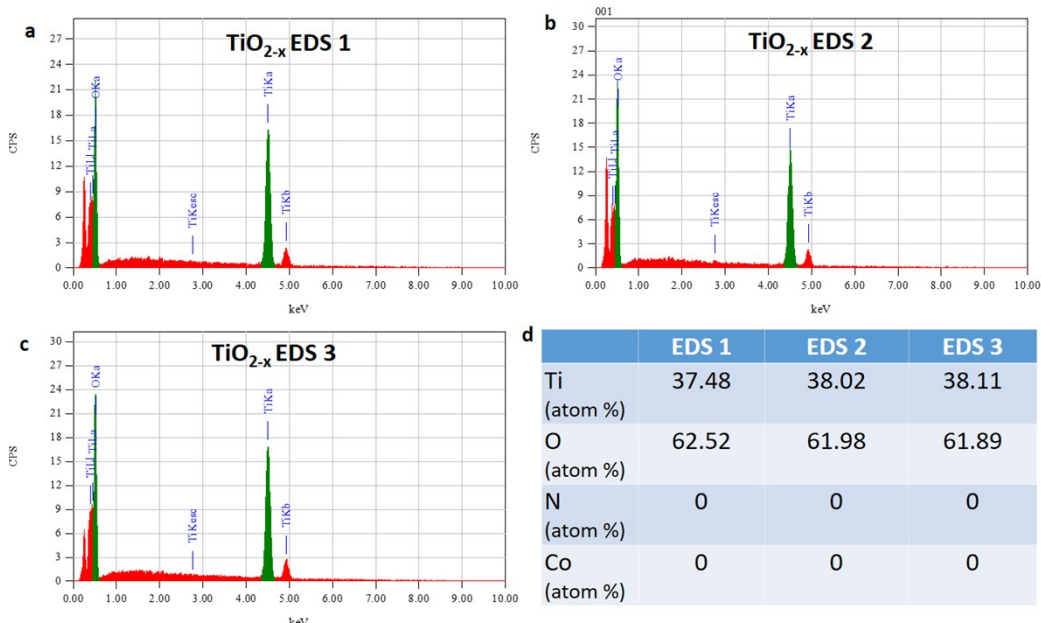 a
TiO2-x EDS 1
27
24
21
18
15
12
9
6
3
0
CPS
TiLl TiLa
OKa
TiKesc
TiKa
TiKb
0.00 1.00 2.00 3.00 4.00 5.00 6.00 7.00 8.00 9.00 10.00
keV
b
001
TiO2-x EDS 2
30
27
24
21
18
15
12
9
6
3
0
CPS
TiLl TiLa
OKa
TiKesc
TiKa
TiKb
0.00 1.00 2.00 3.00 4.00 5.00 6.00 7.00 8.00 9.00 10.00
keV
c
TiO2-x EDS 3
30
27
24
21
18
15
12
9
6
3
0
CPS
TiLl TiLa
OKa
TiKesc
TiKa
TiKb
0.00 1.00 2.00 3.00 4.00 5.00 6.00 7.00 8.00 9.00 10.00
keV
d
EDS 1 EDS 2 EDS 3
Ti 37.48 38.02 38.11
(atom %)
O 62.52 61.98 61.89
(atom %)
N 0 0 0
(atom %)
Co 0 0 0
(atom %)